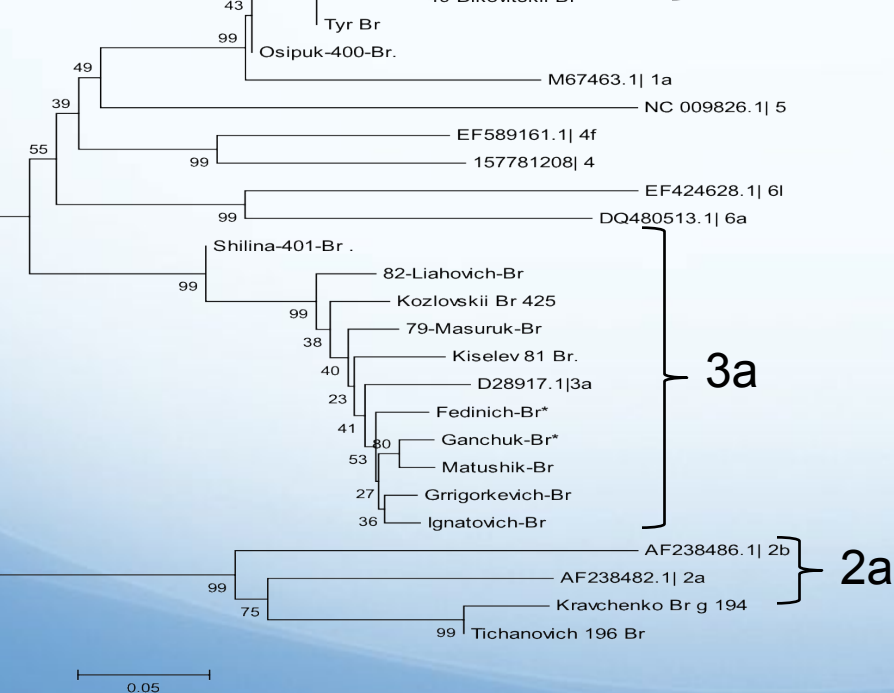 43
Tyr Br
99
Osipuk-400-Br.
49
M67463.1| 1a
39
NC 009826.1| 5
EF589161.1| 4f
55
99
157781208| 4
EF424628.1| 6l
99
DQ480513.1| 6a
Shilina-401-Br .
99
82-Liahovich-Br
99
Kozlovskii Br 425
38
79-Masuruk-Br
40
Kiselev 81 Br.
3a
23
D28917.1|3a
41
Fedinich-Br*
80
Ganchuk-Br*
53
Matushik-Br
27
Grrigorkevich-Br
36
Ignatovich-Br
AF238486.1| 2b
99
AF238482.1| 2a
2a
75
Kravchenko Br g 194
99
Tichanovich 196 Br
0.05